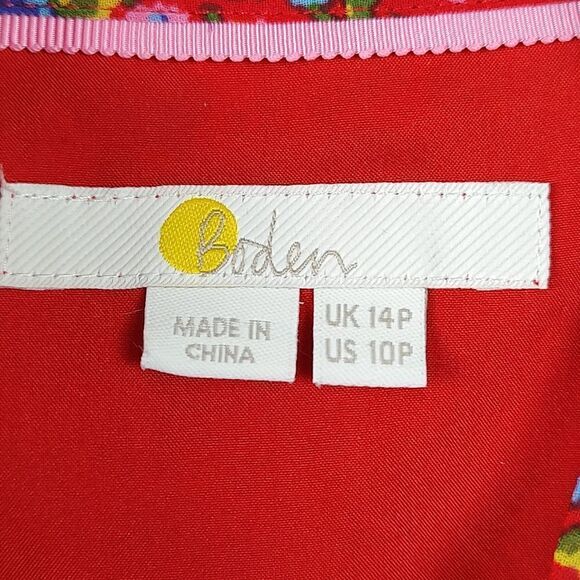 Boden
MADE IN
CHINA
UK 14P
US 10P